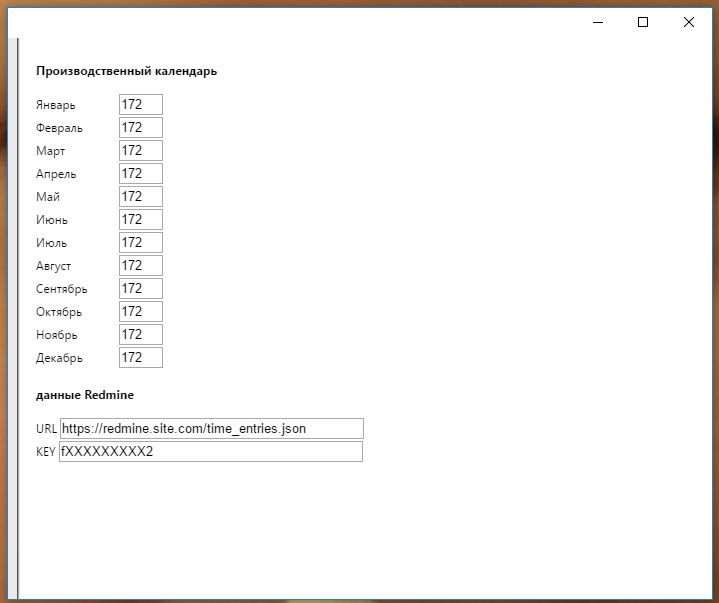 Производственный календарь
Январь 172
Февраль 172
Март 172
Апрель 172
Май 172
Июнь 172
Июль 172
Август 172
Сентябрь 172
Октябрь 172
Ноябрь 172
Декабрь 172
данные Redmine
URL https://redmine.site.com/time_entries.json
KEY fXXXXXXXXX2